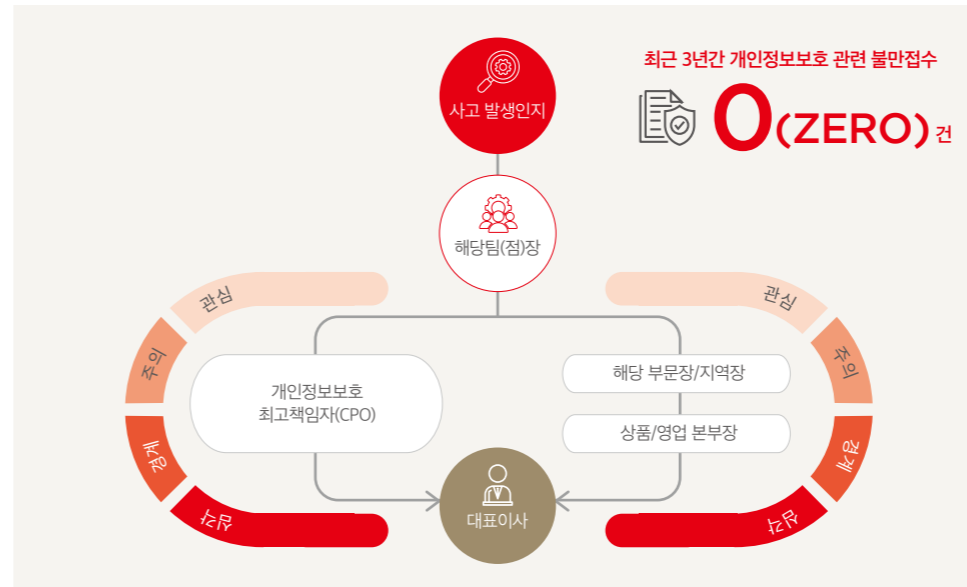 사고 발생인지
최근 3년간 개인정보보호 관련 불만접수
0(ZERO) 건
해당팀(점)장
관심
주의
경계
심각
개인정보보호
최고책임자(CPO)
해당 부문장/지역장
상품/영업 본부장
대표이사
관심
주의
경계
심각